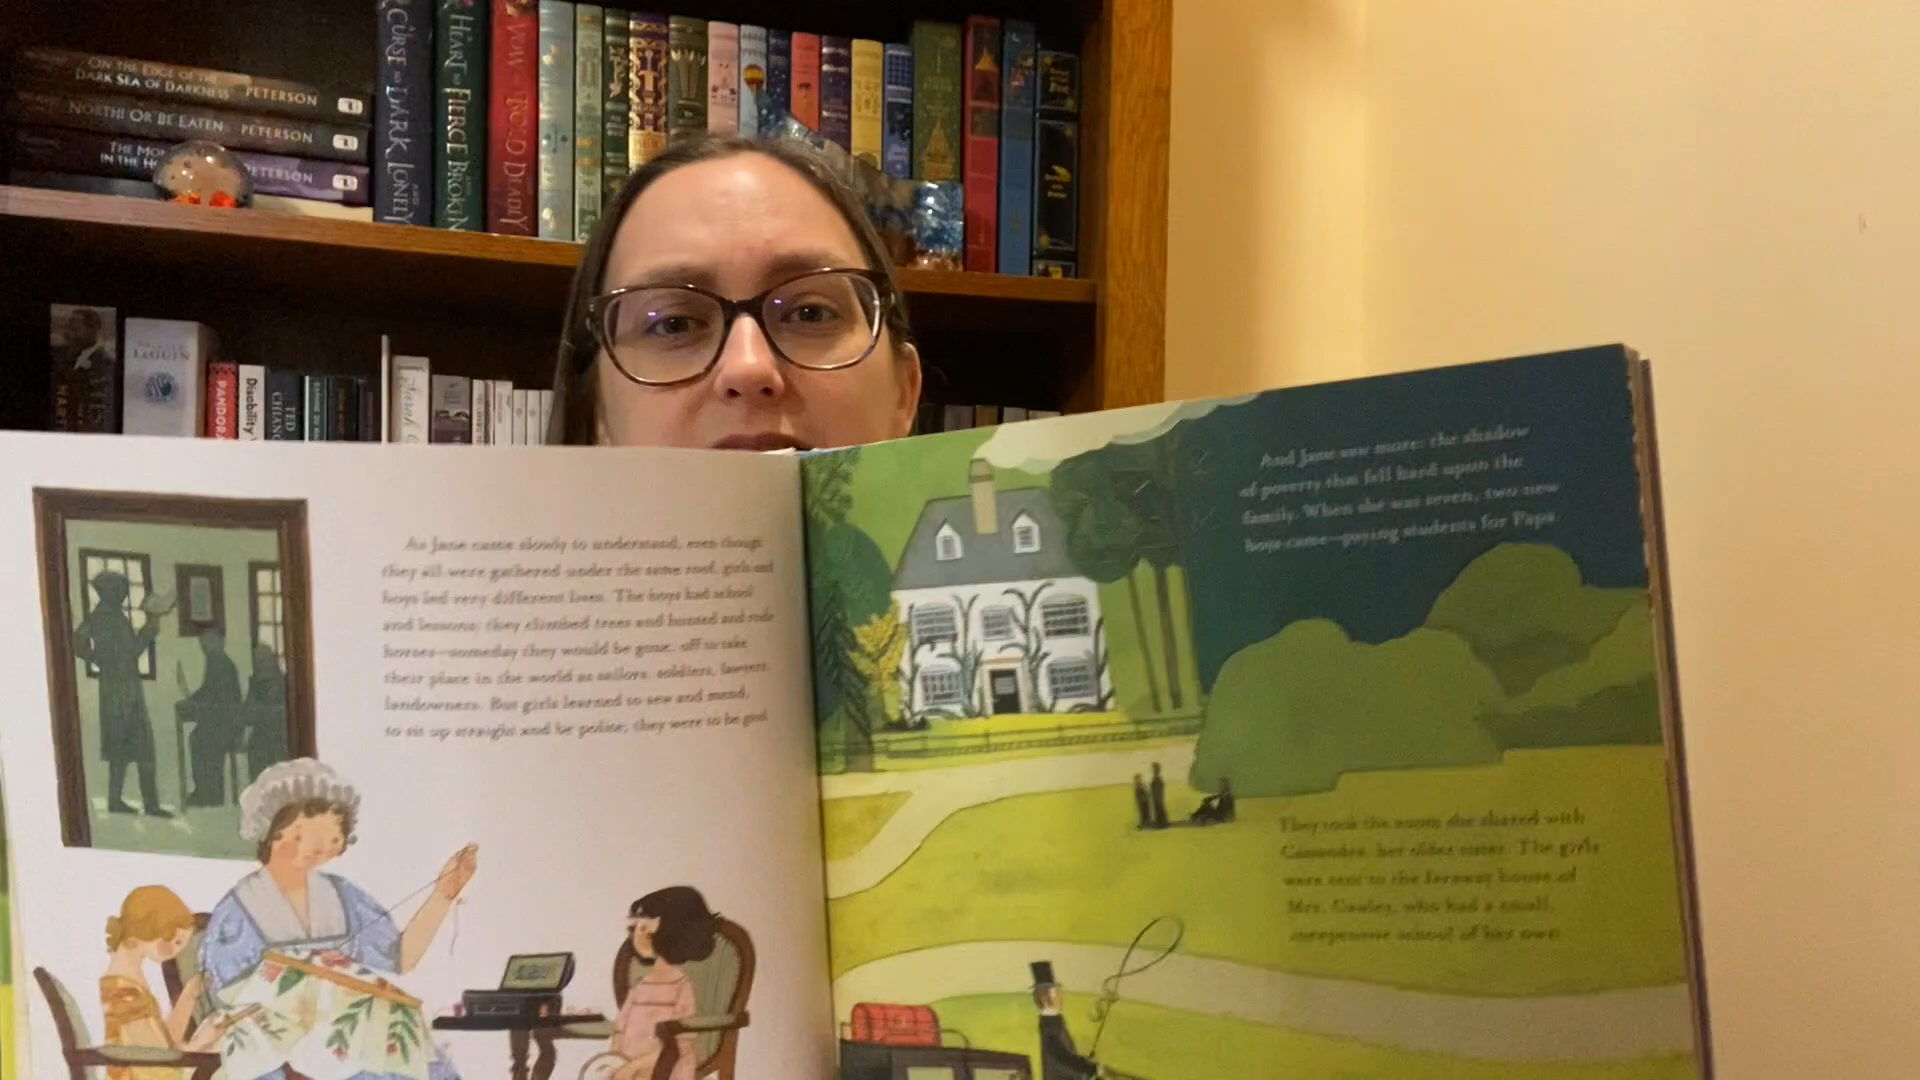 ON THE EDGE OF THE
DARK SEA OF DARKNESS PETERSON
NORTH! OR BE EATEN PETERSON
THE
IN THE PETERSON
A CURSE SO DARK LONELY
A HEART SO FIERCE BROKEN
A VOW SO BOLD DEADLY
LEGUIN
PANDORA
Disability
TED
CHIANG
As Jane came slowly to understand, even though
they all were gathered under the same roof, girls and
boys led very different lives. The boys had school
and lessons; they climbed trees and hunted and rode
horses—someday they would be gone, off to take
their place in the world as sailors, soldiers, lawyers,
landowners. But girls learned to sew and mend,
to sit up straight and be polite; they were to be good
And Jane saw more: the shadow
of poverty that fell hard upon the
family. When she was seven, two new
boys came—paying students for Papa.
They took the room she shared with
Cassandra, her older sister. The girls
were sent to the faraway house of
Mrs. Cawley, who had a small,
inexpensive school of her own.